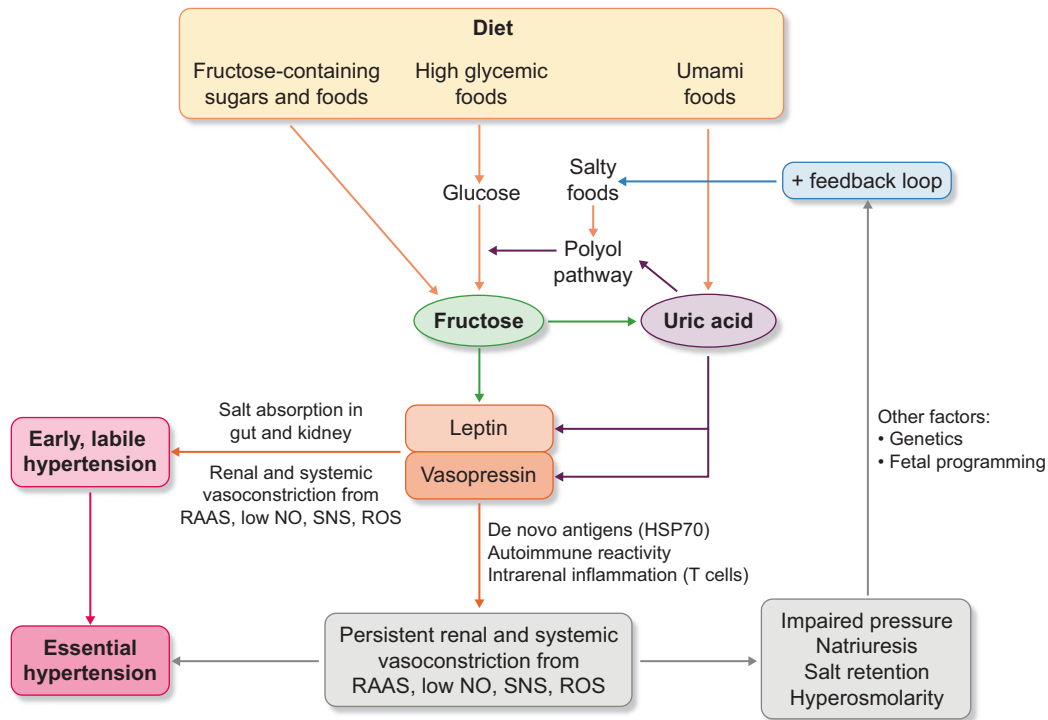 Diet
Fructose-containing
sugars and foods
High glycemic
foods
Umami
foods
Glucose
Salty
foods
+ feedback loop
Polyol
pathway
Fructose
Uric acid
Salt absorption in
gut and kidney
Early, labile
hypertension
Leptin
Vasopressin
Renal and systemic
vasoconstriction from
RAAS, low NO, SNS, ROS
Other factors:
• Genetics
• Fetal programming
De novo antigens (HSP70)
Autoimmune reactivity
Intrarenal inflammation (T cells)
Essential
hypertension
Persistent renal and systemic
vasoconstriction from
RAAS, low NO, SNS, ROS
Impaired pressure
Natriuresis
Salt retention
Hyperosmolarity